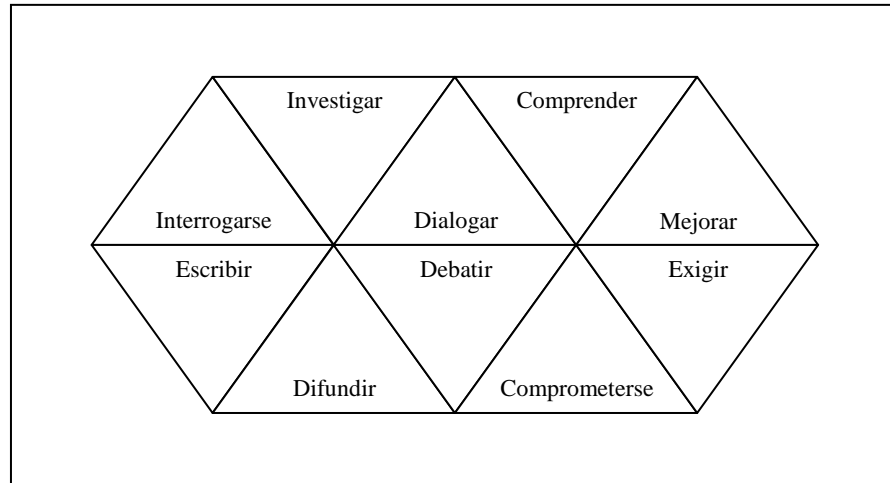 Investigar Comprender
Interrogarse Dialogar Mejorar
Escribir Debatir Exigir
Difundir Comprometerse